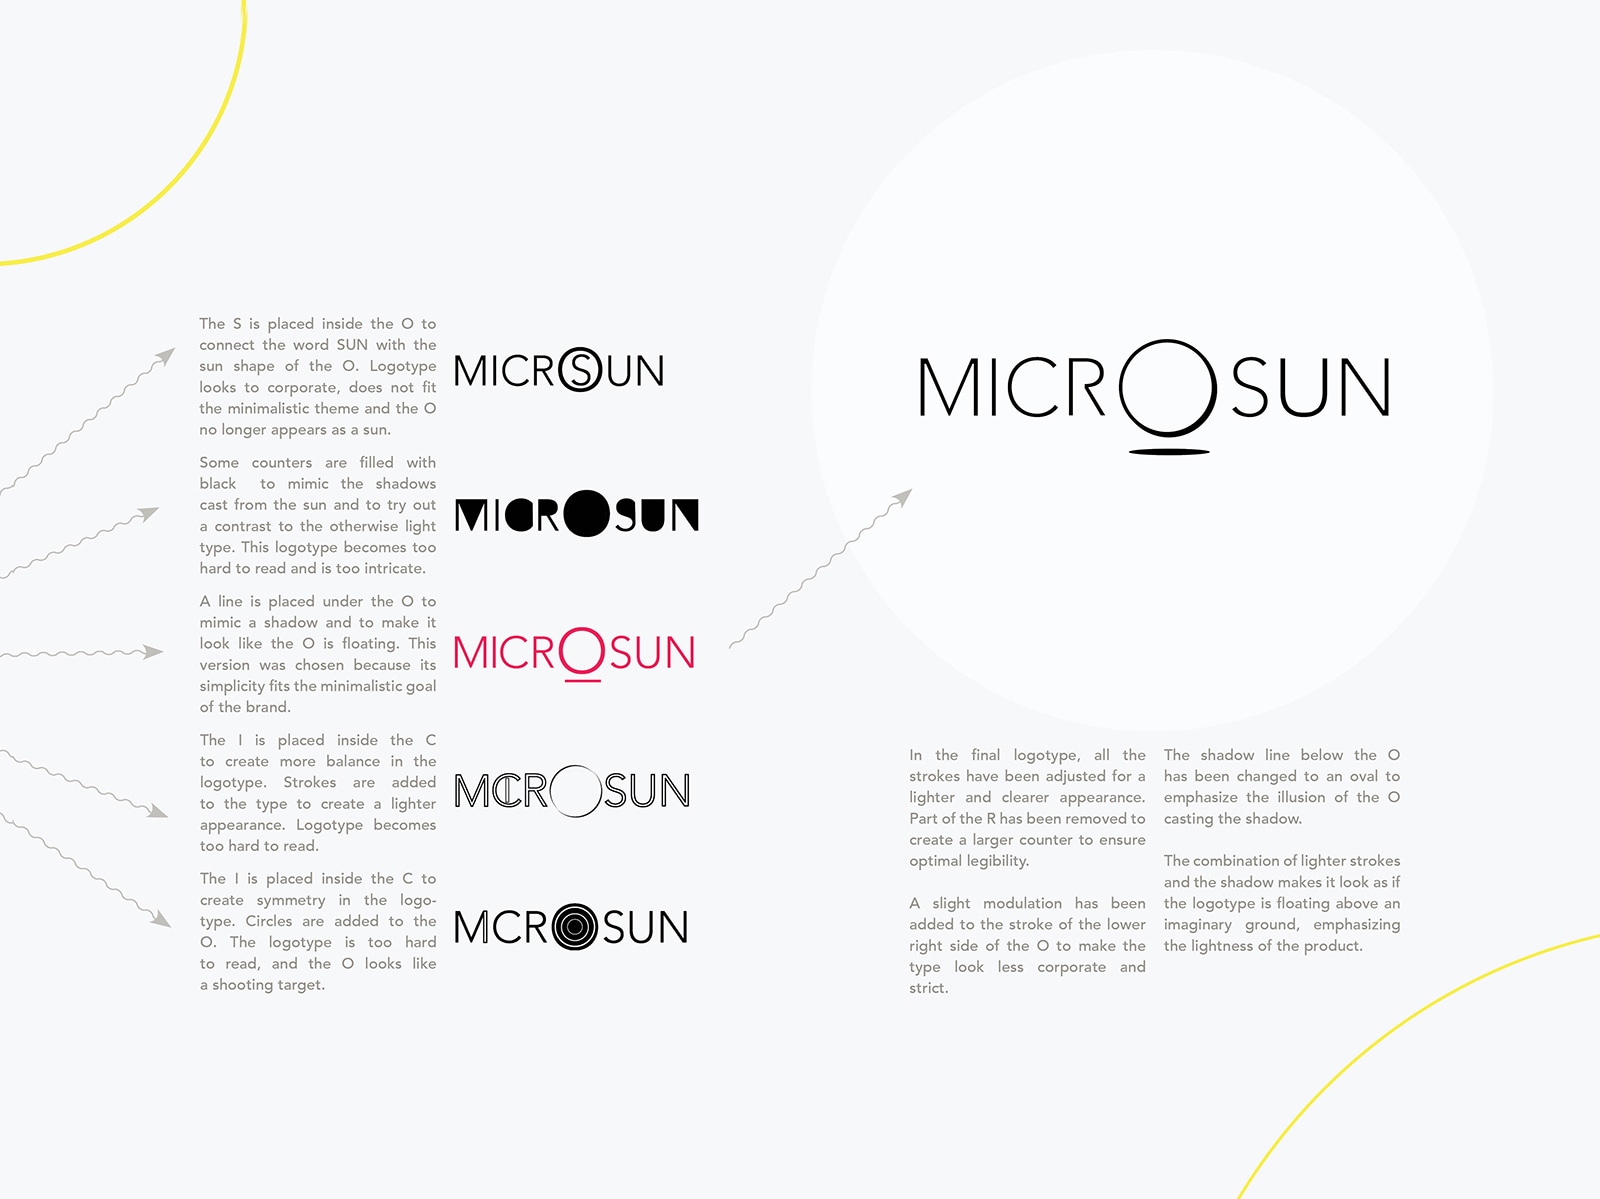 The S is placed inside the O to
connect the word SUN with the
sun shape of the O. Logotype
looks to corporate, does not fit
the minimalistic theme and the O
no longer appears as a sun.
MICROSUN
Some counters are filled with
black to mimic the shadows
cast from the sun and to try out
a contrast to the otherwise light
type. This logotype becomes too
hard to read and is too intricate.
MICROSUN
A line is placed under the O to
mimic a shadow and to make it
look like the O is floating. This
version was chosen because its
simplicity fits the minimalistic goal
of the brand.
MICROSUN
The I is placed inside the C
to create more balance in the
logotype. Strokes are added
to the type to create a lighter
appearance. Logotype becomes
too hard to read.
MICROSUN
The I is placed inside the C to
create symmetry in the logo-
type. Circles are added to the
O. The logotype is too hard
to read, and the O looks like
a shooting target.
MICROSUN
MICROSUN
In the final logotype, all the
strokes have been adjusted for a
lighter and clearer appearance.
Part of the R has been removed to
create a larger counter to ensure
optimal legibility.
A slight modulation has been
added to the stroke of the lower
right side of the O to make the
type look less corporate and
strict.
The shadow line below the O
has been changed to an oval to
emphasize the illusion of the O
casting the shadow.
The combination of lighter strokes
and the shadow makes it look as if
the logotype is floating above an
imaginary ground, emphasizing
the lightness of the product.